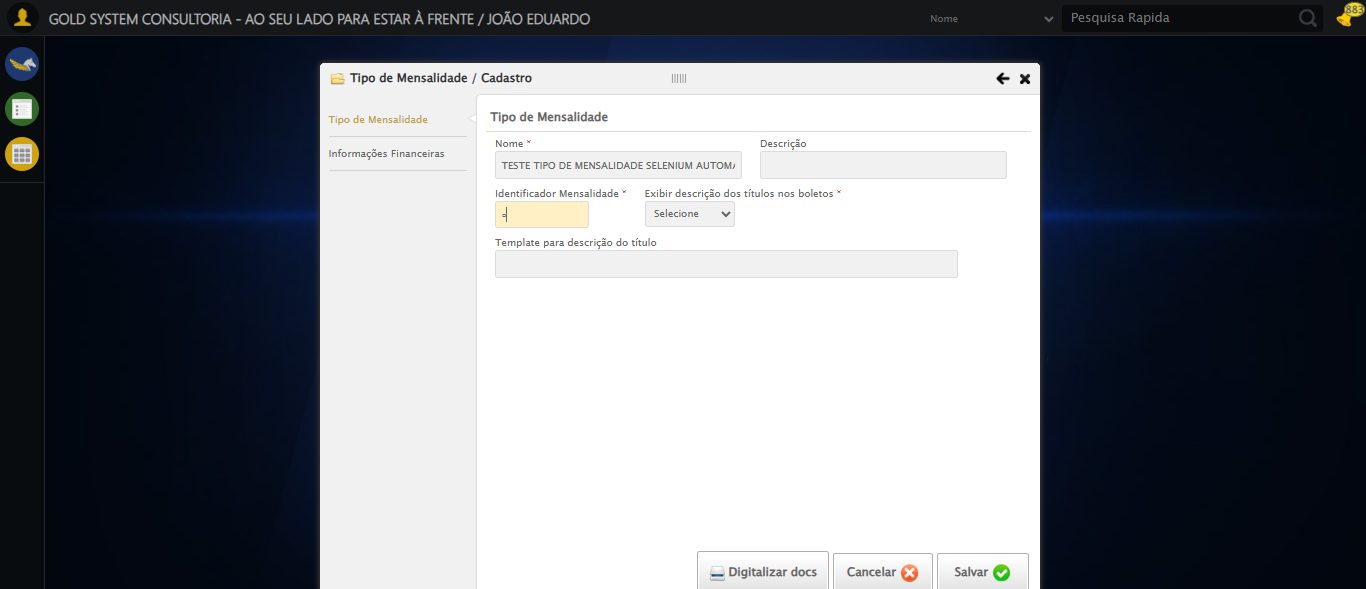 GOLD SYSTEM CONSULTORIA - AO SEU LADO PARA ESTAR À FRENTE / JOÃO EDUARDO
Nome
Pesquisa Rapida
883
Tipo de Mensalidade / Cadastro
Tipo de Mensalidade
Informações Financeiras
Tipo de Mensalidade
Nome *
Descrição
TESTE TIPO DE MENSALIDADE SELENIUM AUTOMA
Identificador Mensalidade *
Exibir descrição dos títulos nos boletos *
Selecione
Template para descrição do título
Digitalizar docs
Cancelar
Salvar